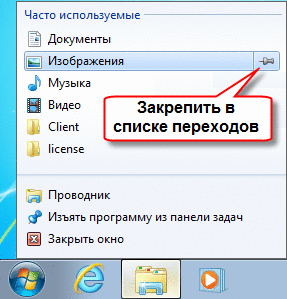 Часто используемые
Документы
Изображения
Музыка
Видео
Client
license
Закрепить в
списке переходов
Проводник
Изъять программу из панели задач
Закрыть окно